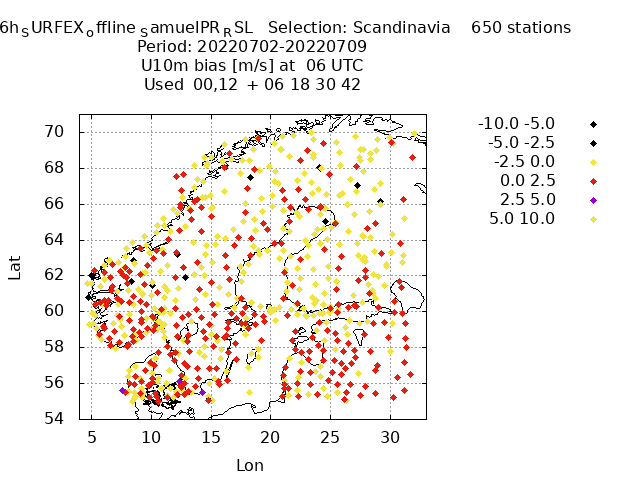 6h_SURFEX_offline_SamuelPR_RSL Selection: Scandinavia 650 stations
Period: 20220702-20220709
U10m bias [m/s] at 06 UTC
Used 00,12 + 06 18 30 42
-10.0 -5.0
-5.0 -2.5
-2.5 0.0
0.0 2.5
2.5 5.0
5.0 10.0
70
68
66
64
62
60
58
56
54
Lat
5 10 15 20 25 30
Lon